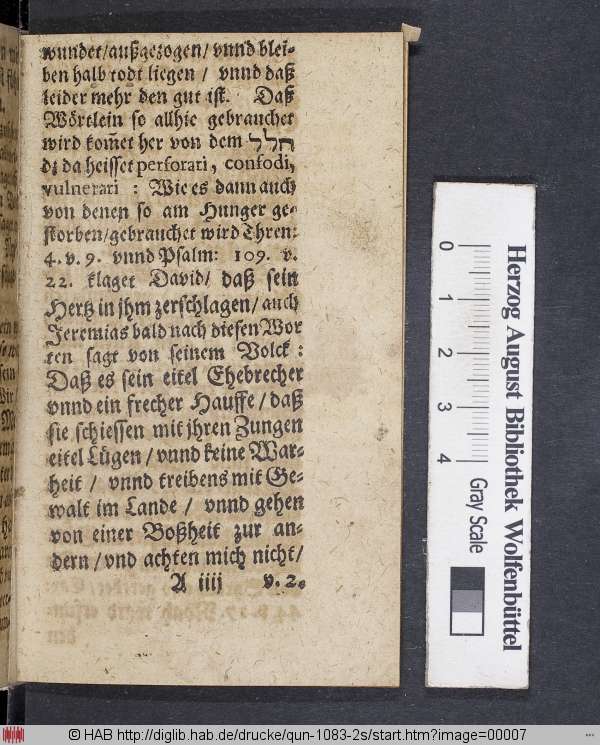 wundet/außgezogen/ vnnd blei-
ben halb todt liegen / vnnd daß
leider mehr den gut ist. Daß
Wörtlein so allhie gebrauchet
wird kom̃et her von dem חלל
dz da heisset perforari, confodi,
vulnerari : Wie es dann auch
von denen so am Hunger ge-
storben/gebrauchet wird Thren:
4. v. 9. vnnd Psalm: 109. v.
22. klaget David/ daß sein
Hertz in jhm zerschlagen/ auch
Jeremias bald nach diesen Wor
ten sagt von seinem Volck :
Daß es sein eitel Ehebrecher
vnnd ein frecher Hauffe / daß
sie schiessen mit jhren Zungen
eitel Lügen / vnnd keine War-
heit / vnnd treibens mit Ge-
walt im Lande / vnnd gehen
von einer Boßheit zur an-
dern / vnd achten mich nicht/
A iiij v. 2.
Herzog August Bibliothek Wolfenbüttel
0 1 2 3 4
Gray Scale
© HAB http://diglib.hab.de/drucke/qun-1083-2s/start.htm?image=00007